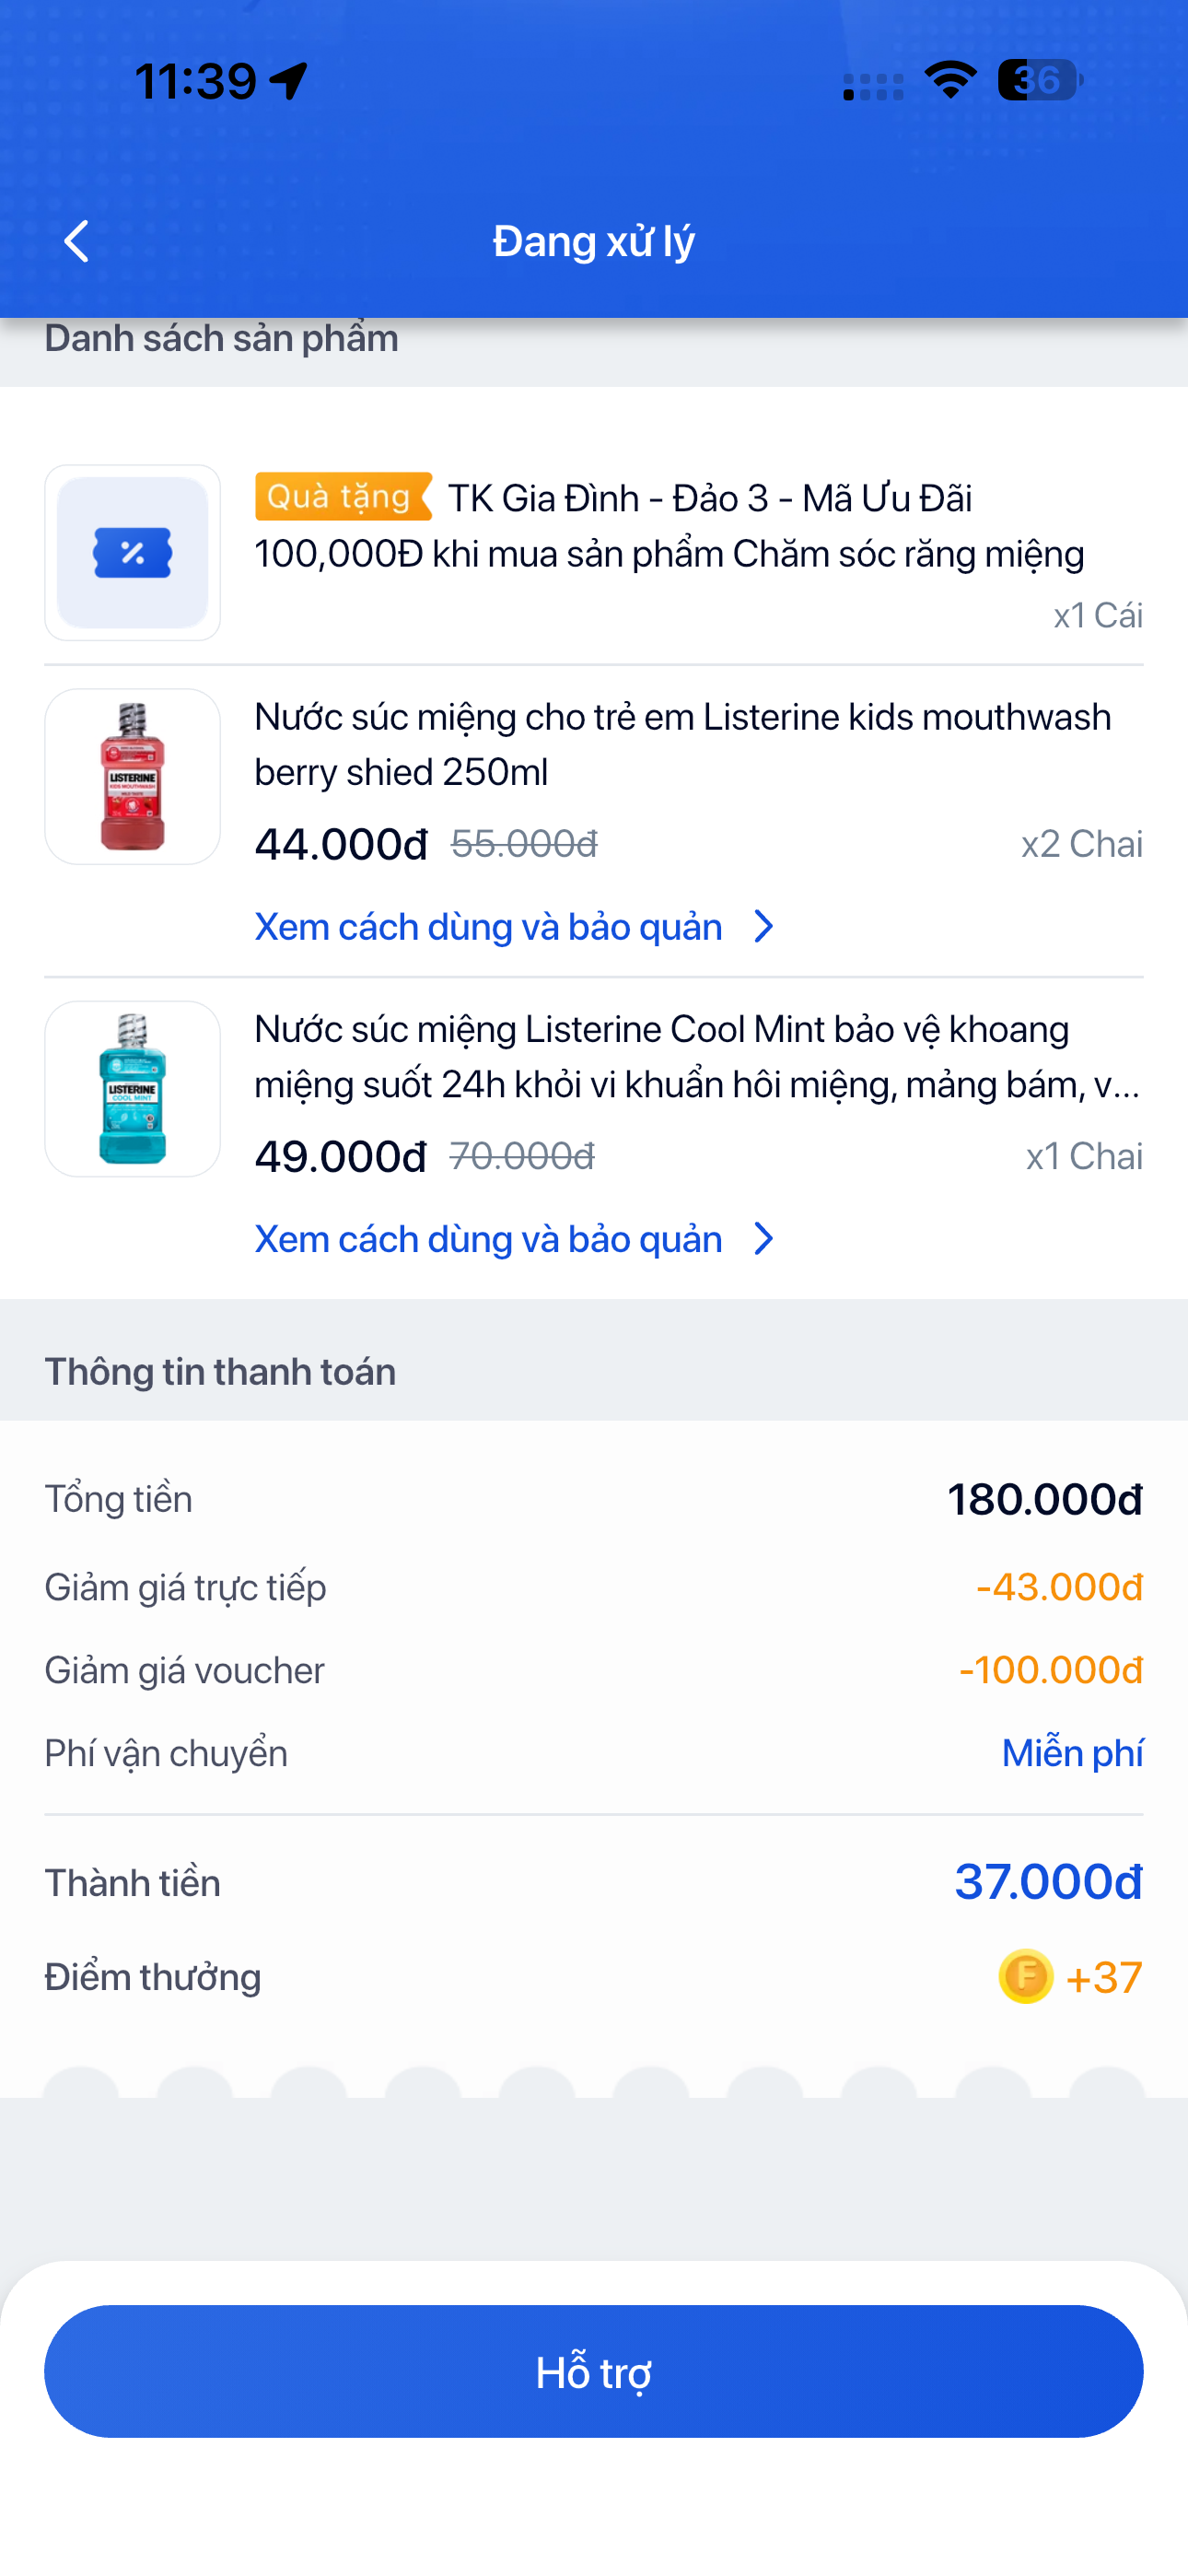 11:39
36
Đang xử lý
Danh sách sản phẩm
Quà tặng TK Gia Đình - Đảo 3 - Mã Ưu Đãi
100,000Đ khi mua sản phẩm Chăm sóc răng miệng
x1 Cái
LISTERINE
KIDS MOUTHWASH
Nước súc miệng cho trẻ em Listerine kids mouthwash
berry shied 250ml
44.000đ 55.000đ x2 Chai
Xem cách dùng và bảo quản
LISTERINE
COOL MINT
Nước súc miệng Listerine Cool Mint bảo vệ khoang
miệng suốt 24h khỏi vi khuẩn hôi miệng, mảng bám, v...
49.000đ 70.000đ x1 Chai
Xem cách dùng và bảo quản
Thông tin thanh toán
Tổng tiền 180.000đ
Giảm giá trực tiếp -43.000đ
Giảm giá voucher -100.000đ
Phí vận chuyển Miễn phí
Thành tiền 37.000đ
Điểm thưởng F +37
Hỗ trợ